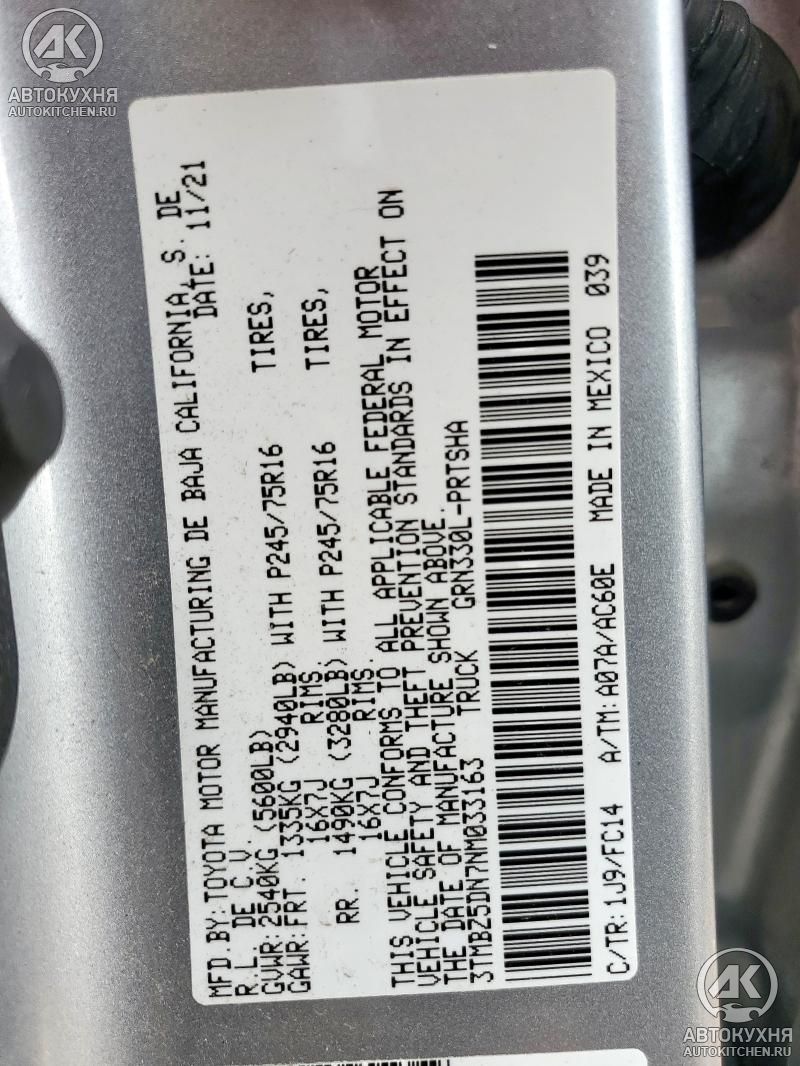 AK
АВТОКУХНЯ
AUTOKITCHEN.RU
MFD.BY:TOYOTA MOTOR MANUFACTURING DE BAJA CALIFORNIA, S. DE
R.L. DE C.V. DATE: 11/21
GVWR:2540KG (5600LB)
GAWR:FRT. 1335KG (2940LB) WITH P245/75R16 TIRES,
16X7J RIMS.
RR. 1490KG (3280LB) WITH P245/75R16 TIRES,
16X7J RIMS.
THIS VEHICLE CONFORMS TO ALL APPLICABLE FEDERAL MOTOR
VEHICLE SAFETY AND THEFT PREVENTION STANDARDS IN EFFECT ON
THE DATE OF MANUFACTURE SHOWN ABOVE.
3TMBZ5DN7NM033163 TRUCK GRN330L-PRTSHA
C/TR:1J9/FC14 A/TM:A07A/AC60E MADE IN MEXICO 039
AK
АВТОКУХНЯ
AUTOKITCHEN.RU